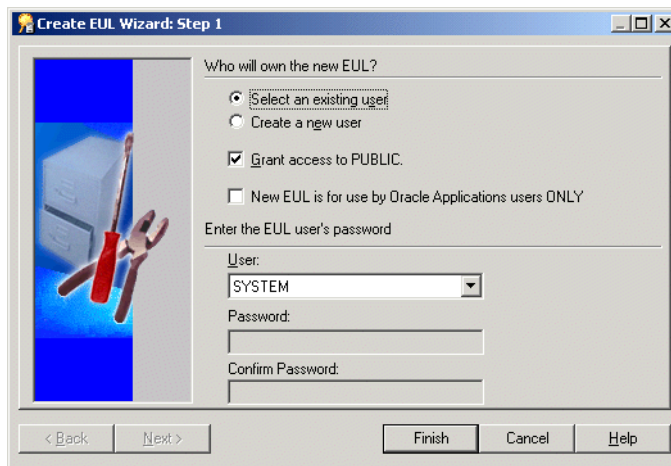 Create EUL Wizard: Step 1
Who will own the new EUL?
Select an existing user
Create a new user
Grant access to PUBLIC.
New EUL is for use by Oracle Applications users ONLY
Enter the EUL user's password
User:
SYSTEM
Password:
Confirm Password:
< Back Next > Finish Cancel Help